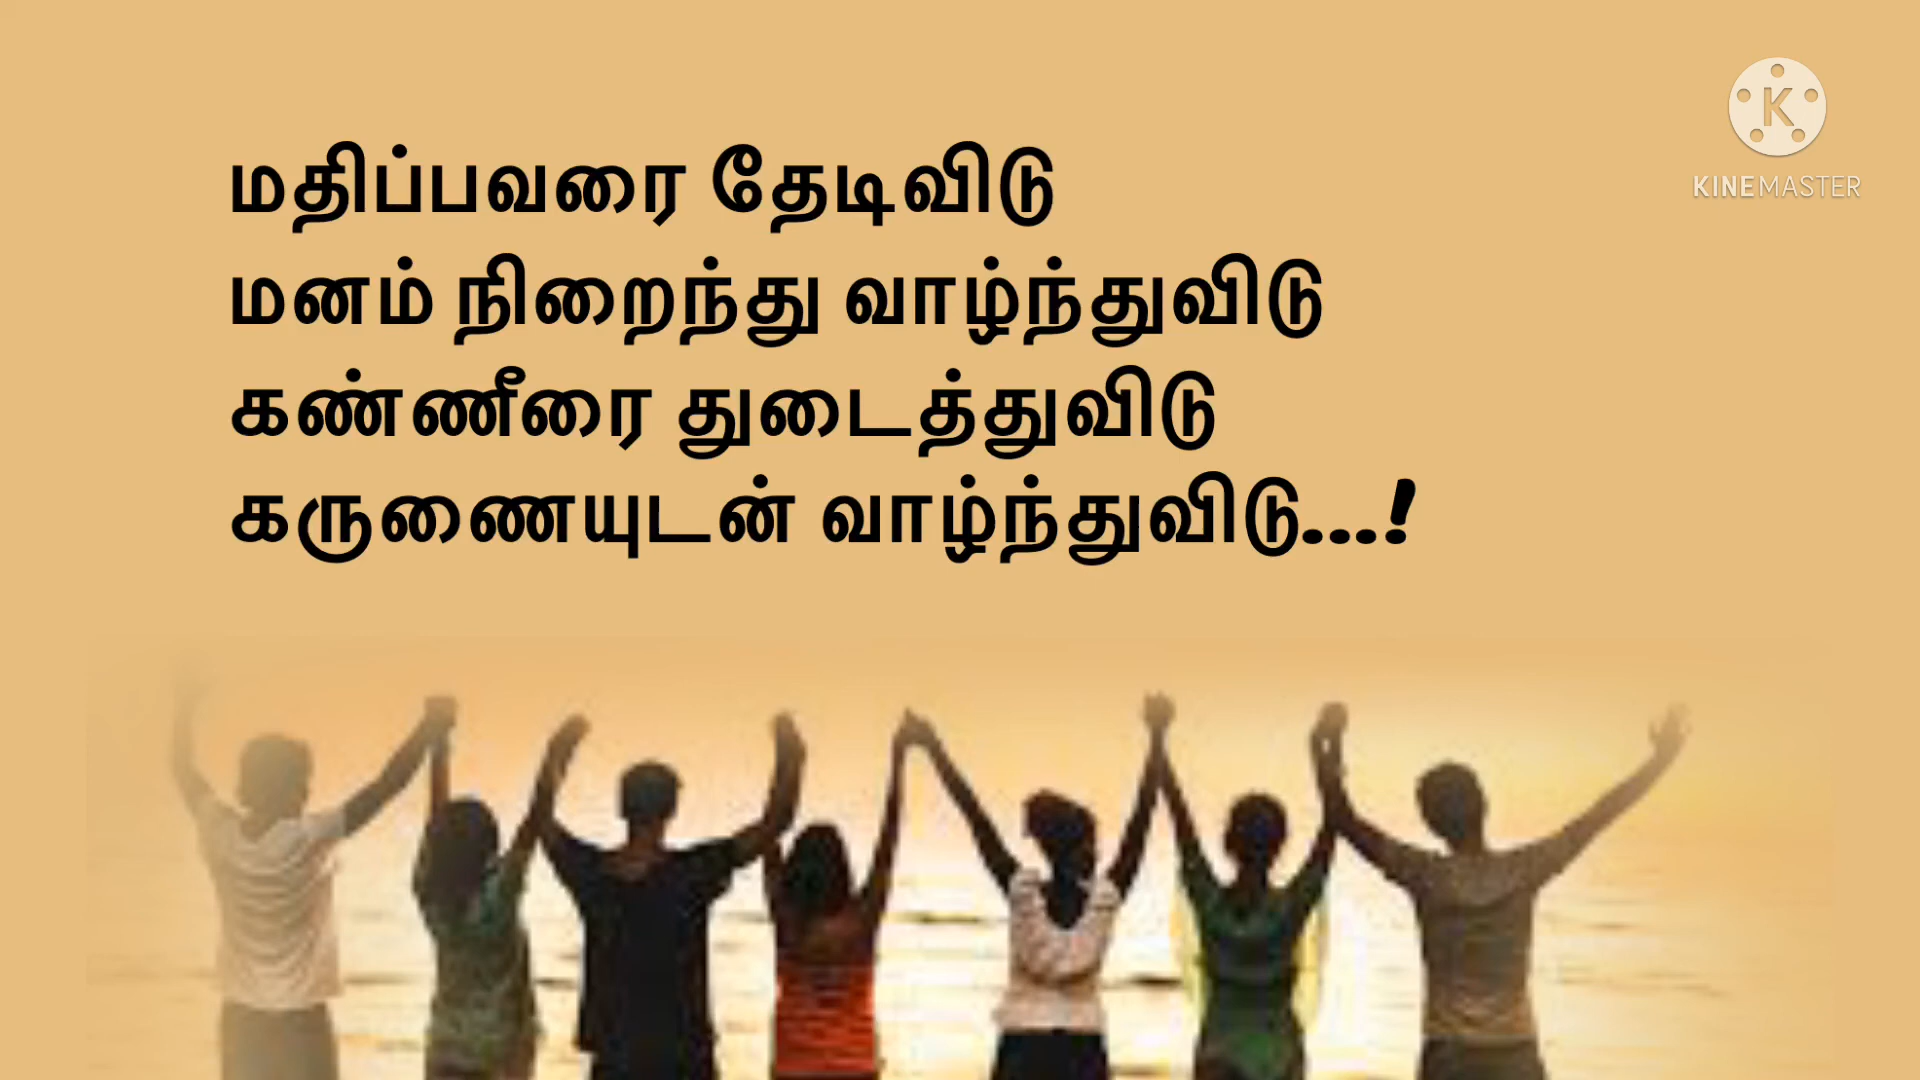 மதிப்பவரை தேடிவிடு
மனம் நிறைந்து வாழ்ந்துவிடு
கண்ணீரை துடைத்துவிடு
கருணையுடன் வாழ்ந்துவிடு...!
K
KINEMASTER